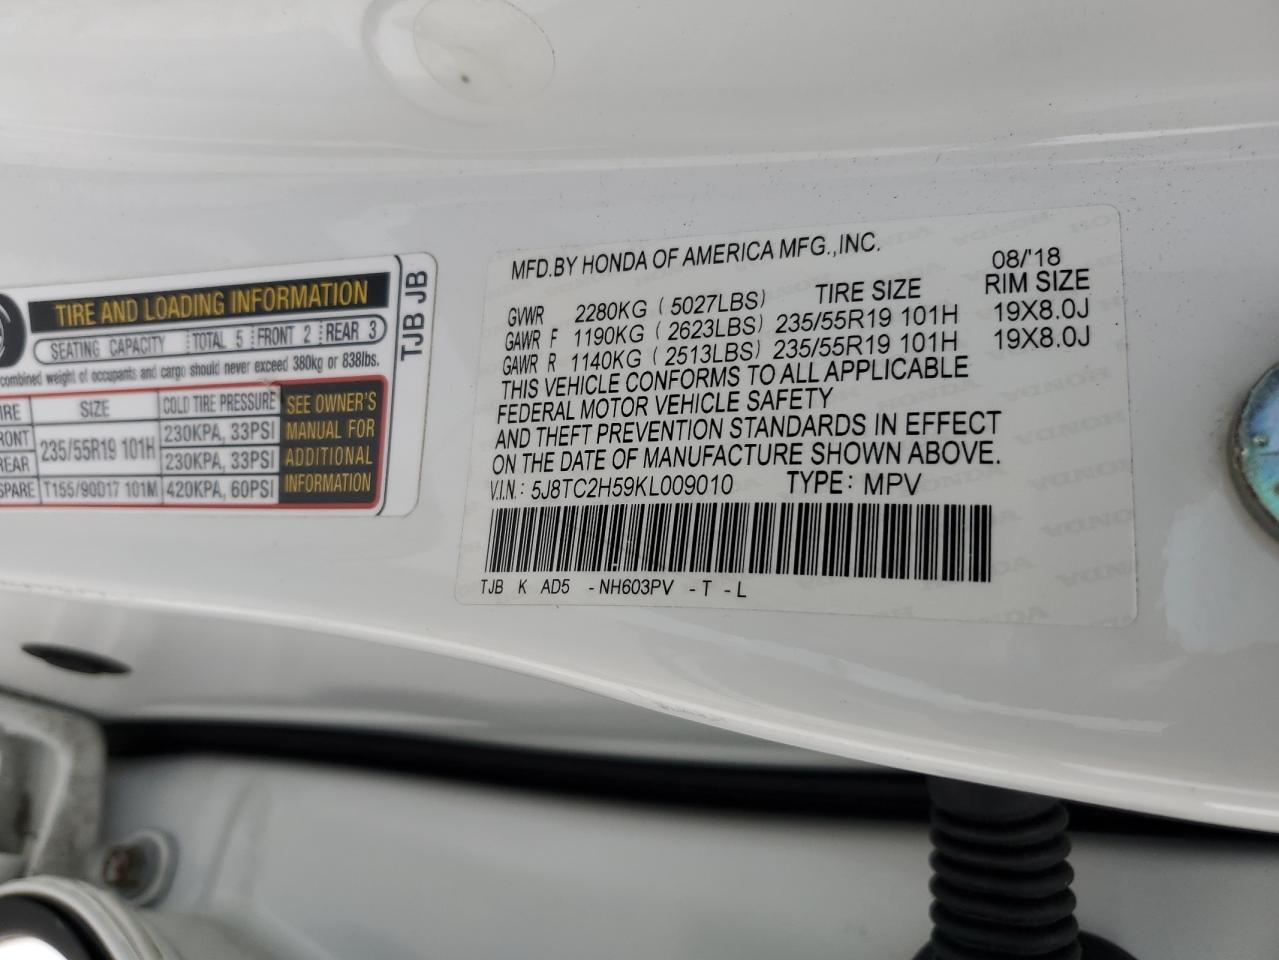 TIRE AND LOADING INFORMATION
SEATING CAPACITY TOTAL 5 FRONT 2 REAR 3
combined weight of occupants and cargo should never exceed 380kg or 838lbs.
IRE SIZE COLD TIRE PRESSURE
RONT 235/55R19 101H 230KPA, 33PSI
REAR 230KPA, 33PSI
SPARE T155/90D17 101M 420KPA, 60PSI
SEE OWNER'S
MANUAL FOR
ADDITIONAL
INFORMATION
TJB JB
MFD.BY HONDA OF AMERICA MFG.,INC. 08/'18
GVWR 2280KG (5027LBS) TIRE SIZE RIM SIZE
GAWR F 1190KG (2623LBS) 235/55R19 101H 19X8.0J
GAWR R 1140KG (2513LBS) 235/55R19 101H 19X8.0J
THIS VEHICLE CONFORMS TO ALL APPLICABLE
FEDERAL MOTOR VEHICLE SAFETY
AND THEFT PREVENTION STANDARDS IN EFFECT
ON THE DATE OF MANUFACTURE SHOWN ABOVE.
V.I.N.: 5J8TC2H59KL009010 TYPE: MPV
TJB K AD5 -NH603PV -T -L